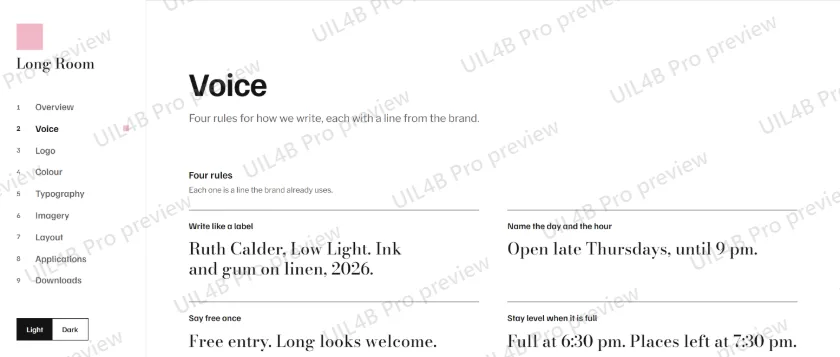 Long Room
1 Overview
2 Voice
3 Logo
4 Colour
5 Typography
6 Imagery
7 Layout
8 Applications
9 Downloads
Light Dark
Voice
Four rules for how we write, each with a line from the brand.
Four rules
Each one is a line the brand already uses.
Write like a label
Ruth Calder, Low Light. Ink
and gum on linen, 2026.
Name the day and the hour
Open late Thursdays, until 9 pm.
Say free once
Free entry. Long looks welcome.
Stay level when it is full
Full at 6:30 pm. Places left at 7:30 pm.
UIL4B Pro preview